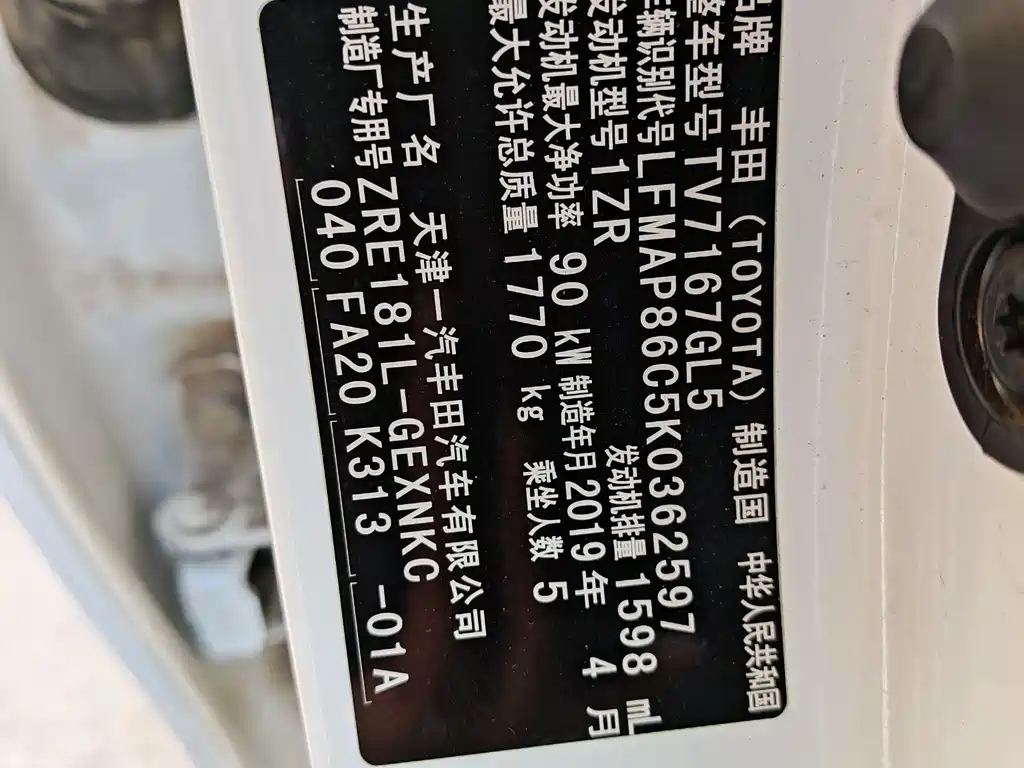 品牌 丰田 (TOYOTA) 制造国 中华人民共和国
整车型号 TV7167GL5
车辆识别代号 LFMAP86C5K0362597
发动机型号 1ZR 发动机排量 1598 mL
发动机最大净功率 90 kW 制造年月 2019年 4 月
最大允许总质量 1770 kg 乘坐人数 5
生产厂名 天津一汽丰田汽车有限公司
制造厂专用号 ZRE181L-GEXNKC
040 FA20 K313 -01A